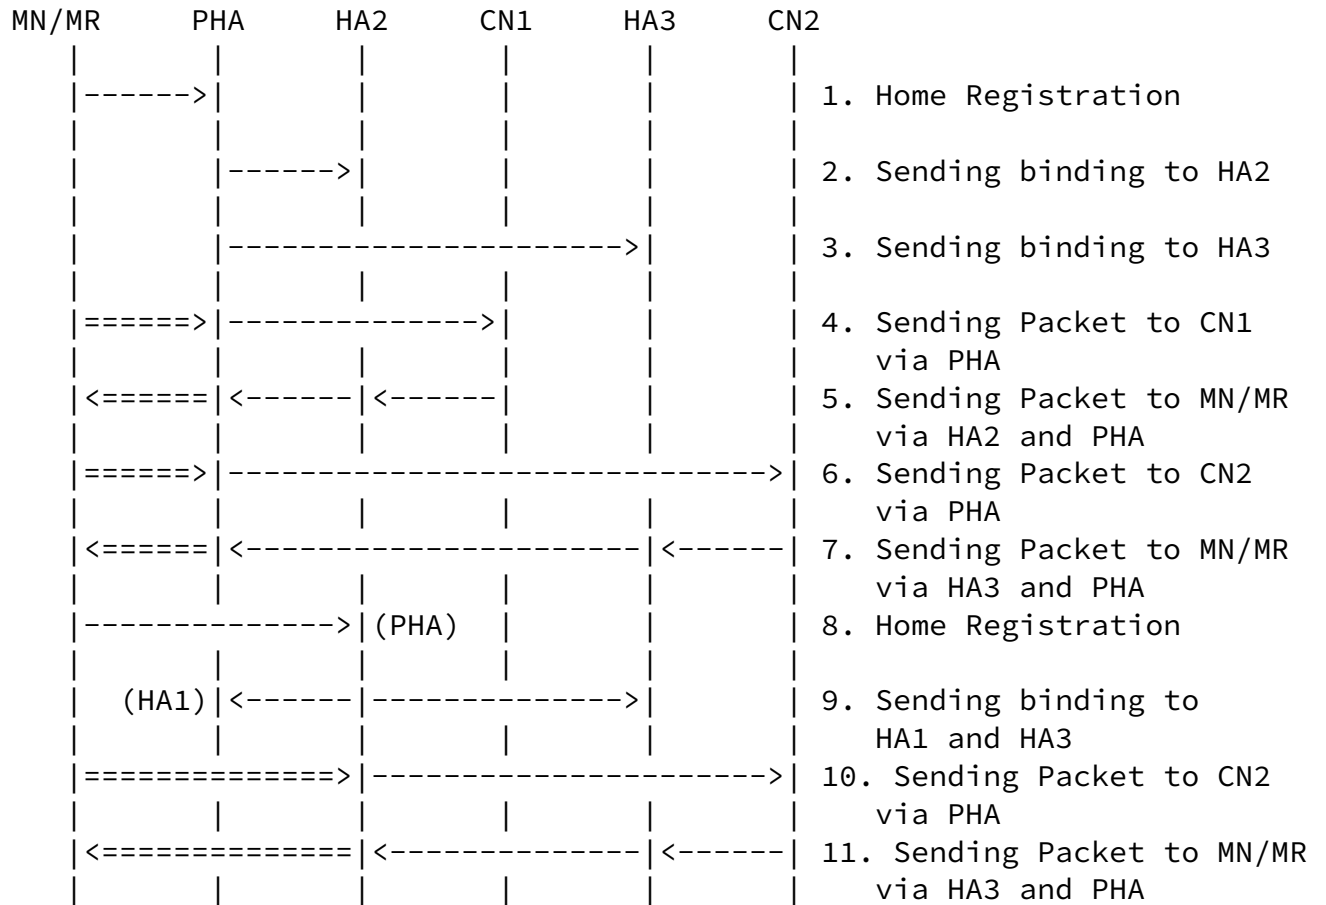 MN/MR PHA HA2 CN1 HA3 CN2
| | | | | |
|------>| | | | | 1. Home Registration
| | | | | |
| |------>| | | | 2. Sending binding to HA2
| | | | | |
| |---------------------->| | 3. Sending binding to HA3
| | | | | |
|======>|-------------->| | | 4. Sending Packet to CN1
| | | | | | via PHA
|<======|<------|<------| | | 5. Sending Packet to MN/MR
| | | | | | via HA2 and PHA
|======>|------------------------------>| 6. Sending Packet to CN2
| | | | | | via PHA
|<======|<----------------------|<------| 7. Sending Packet to MN/MR
| | | | | | via HA3 and PHA
|-------------->|(PHA) | | | 8. Home Registration
| | | | | |
| (HA1)|<------|-------------->| | 9. Sending binding to
| | | | | | HA1 and HA3
|==============>|---------------------->| 10. Sending Packet to CN2
| | | | | | via PHA
|<==============|<--------------|<------| 11. Sending Packet to MN/MR
| | | | | | via HA3 and PHA